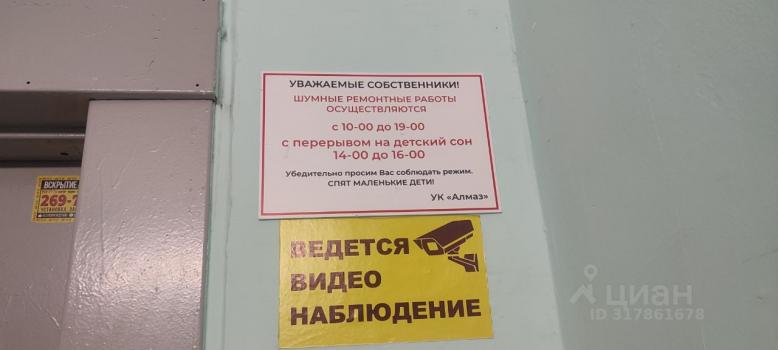 УВАЖАЕМЫЕ СОБСТВЕННИКИ!
ШУМНЫЕ РЕМОНТНЫЕ РАБОТЫ
ОСУЩЕСТВЛЯЮТСЯ
с 10-00 до 19-00
с перерывом на детский сон
14-00 до 16-00
Убедительно просим Вас соблюдать режим.
СПЯТ МАЛЕНЬКИЕ ДЕТИ!
УК «Алмаз»
ВЕДЕТСЯ
ВИДЕО
НАБЛЮДЕНИЕ
ВСКРЫТИЕ
269-7
циан
ID 317861678